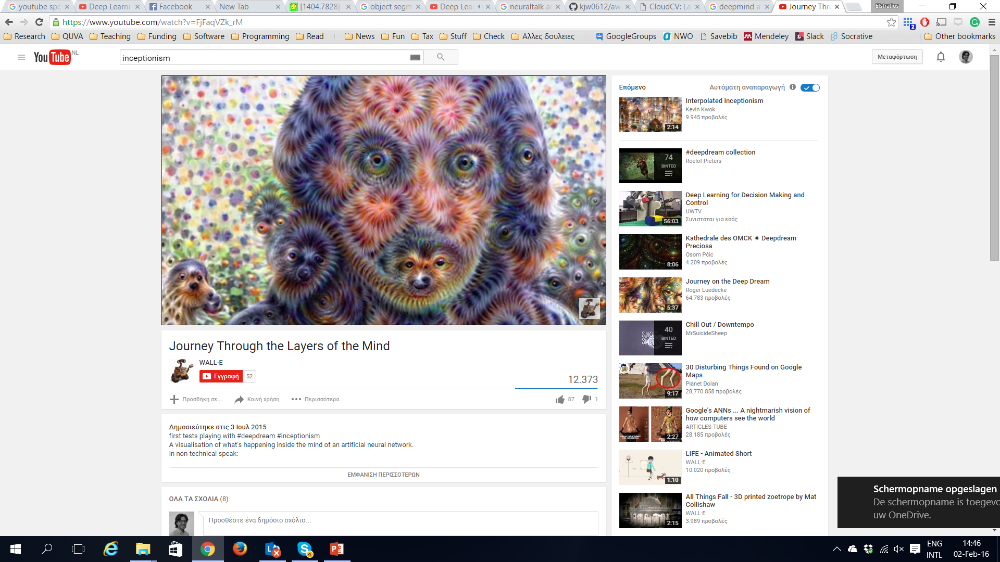 youtube spo
Deep Learni
Facebook
New Tab
[1404.7828]
object segm
Deep Lea
neuraltalk a
kjw0612/aw
CloudCV: La
deepmind a
Journey Thr
Efstratios
https://www.youtube.com/watch?v=FjFaqVZk_rM
2
Research
QUVA
Teaching
Funding
Software
Programming
Read
News
Fun
Tax
Stuff
Check
Αλλες δουλειες
GoogleGroups
NWO
Savebib
Mendeley
Slack
Socrative
Other bookmarks
YouTube NL
inceptionism
Μεταφόρτωση
Επόμενο
Αυτόματη αναπαραγωγή
Interpolated Inceptionism
Kevin Kwok
9.945 προβολές
2:14
#deepdream collection
Roelof Pieters
74
ΒΙΝΤΕΟ
Deep Learning for Decision Making and
Control
UWTV
Συνιστάται για εσάς
56:03
Kathedrale des OMCK ✷ Deepdream
Preciosa
Osom Pčic
4.209 προβολές
8:06
Journey on the Deep Dream
Roger Luedecke
64.783 προβολές
5:37
Chill Out / Downtempo
MrSuicideSheep
40
ΒΙΝΤΕΟ
30 Disturbing Things Found on Google
Maps
Planet Dolan
28.770.858 προβολές
9:17
Google's ANNs ... A nightmarish vision of
how computers see the world
ARTICLES-TUBE
28.185 προβολές
2:27
LIFE - Animated Short
WALL·E
10.020 προβολές
1:10
All Things Fall - 3D printed zoetrope by Mat
Collishaw
WALL·E
3.989 προβολές
2:15
Journey Through the Layers of the Mind
WALL·E
Εγγραφή 52
12.373
Προσθήκη σε...
Κοινή χρήση
Περισσότερα
87
1
Δημοσιεύτηκε στις 3 Ιουλ 2015
first tests playing with #deepdream #inceptionism
A visualisation of what's happening inside the mind of an artificial neural network.
In non-technical speak:
ΕΜΦΑΝΙΣΗ ΠΕΡΙΣΣΟΤΕΡΩΝ
ΟΛΑ ΤΑ ΣΧΟΛΙΑ (8)
Προσθέστε ένα δημόσιο σχόλιο...
Schermopname opgeslagen
De schermopname is toegevo
uw OneDrive.
4
ENG
INTL
14:46
02-Feb-16